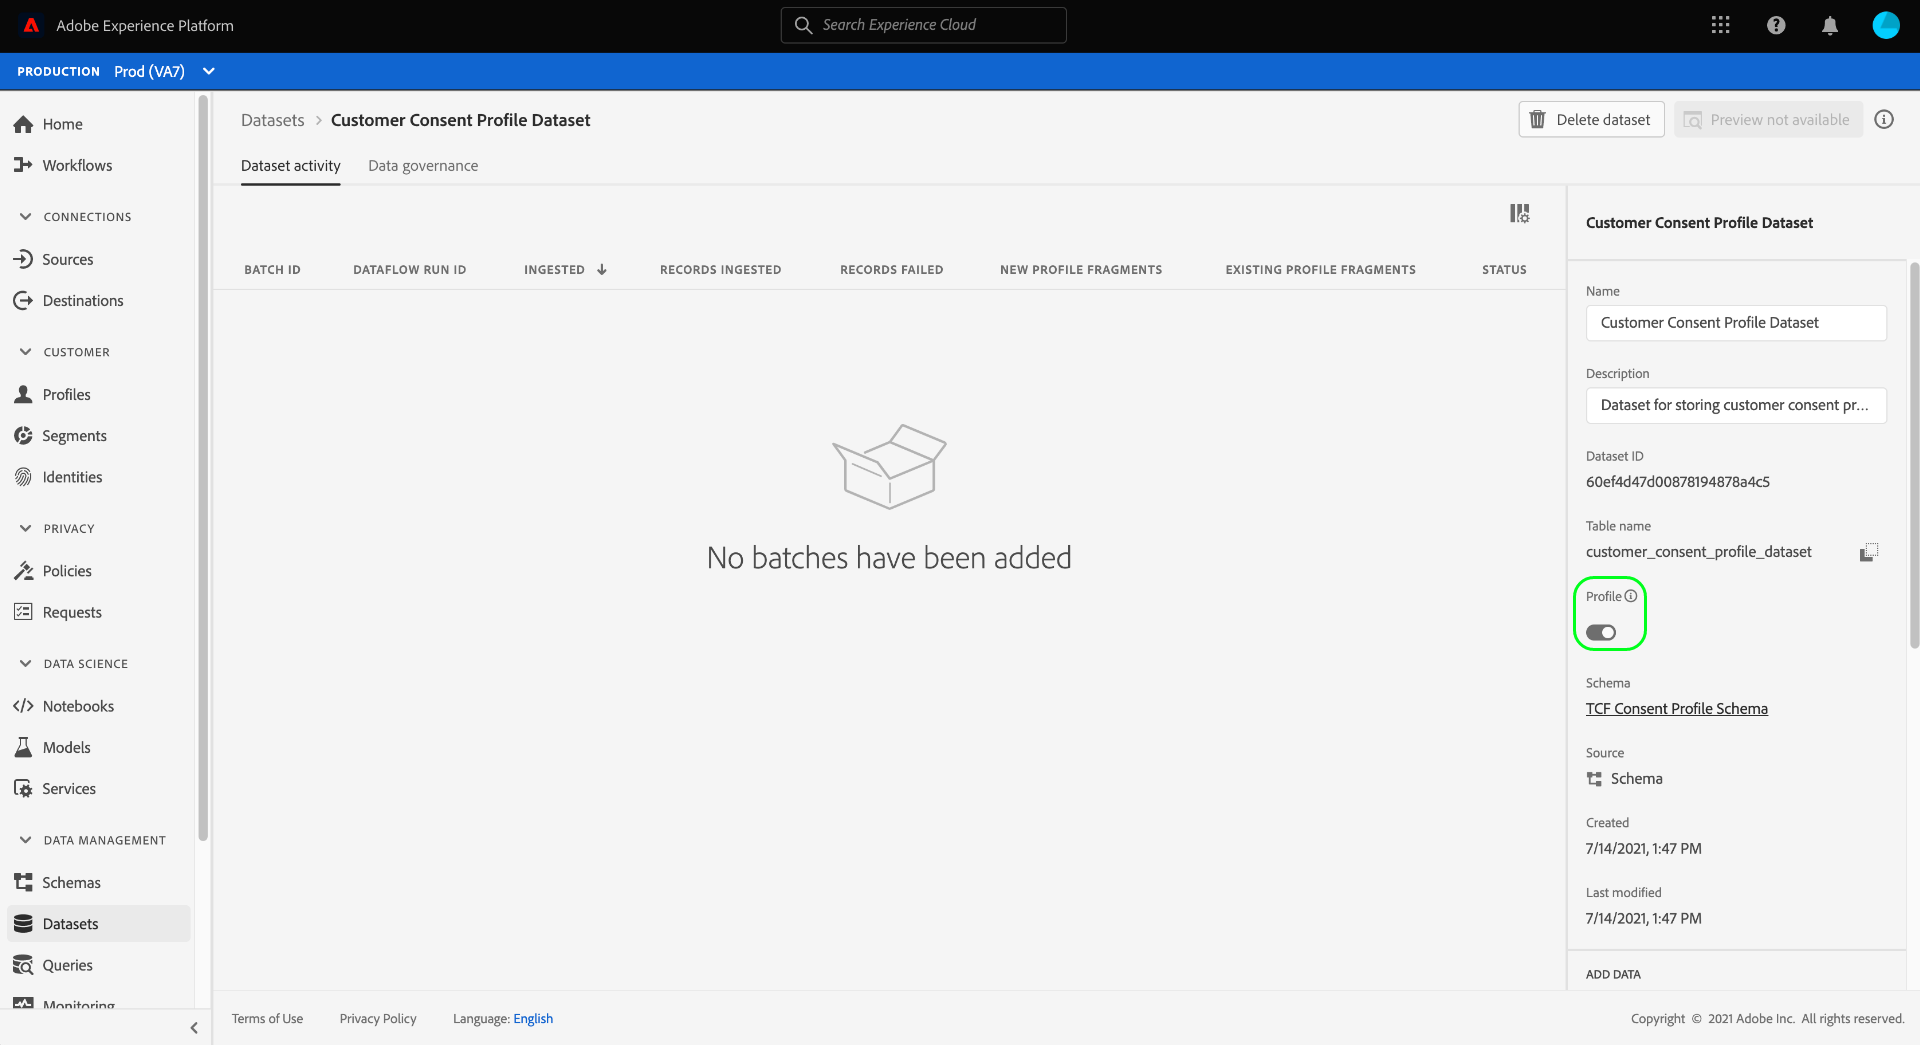 Adobe Experience Platform
Search Experience Cloud
PRODUCTION Prod (VA7)
Home
Workflows
CONNECTIONS
Sources
Destinations
CUSTOMER
Profiles
Segments
Identities
PRIVACY
Policies
Requests
DATA SCIENCE
Notebooks
Models
Services
DATA MANAGEMENT
Schemas
Datasets
Queries
Monitoring
Datasets > Customer Consent Profile Dataset
Delete dataset
Preview not available
Dataset activity Data governance
BATCH ID DATAFLOW RUN ID INGESTED ↓ RECORDS INGESTED RECORDS FAILED NEW PROFILE FRAGMENTS EXISTING PROFILE FRAGMENTS STATUS
No batches have been added
Customer Consent Profile Dataset
Name
Customer Consent Profile Dataset
Description
Dataset for storing customer consent pr...
Dataset ID
60ef4d47d00878194878a4c5
Table name
customer_consent_profile_dataset
Profile
Schema
TCF Consent Profile Schema
Source
Schema
Created
7/14/2021, 1:47 PM
Last modified
7/14/2021, 1:47 PM
ADD DATA
Terms of Use Privacy Policy Language: English
Copyright © 2021 Adobe Inc. All rights reserved.